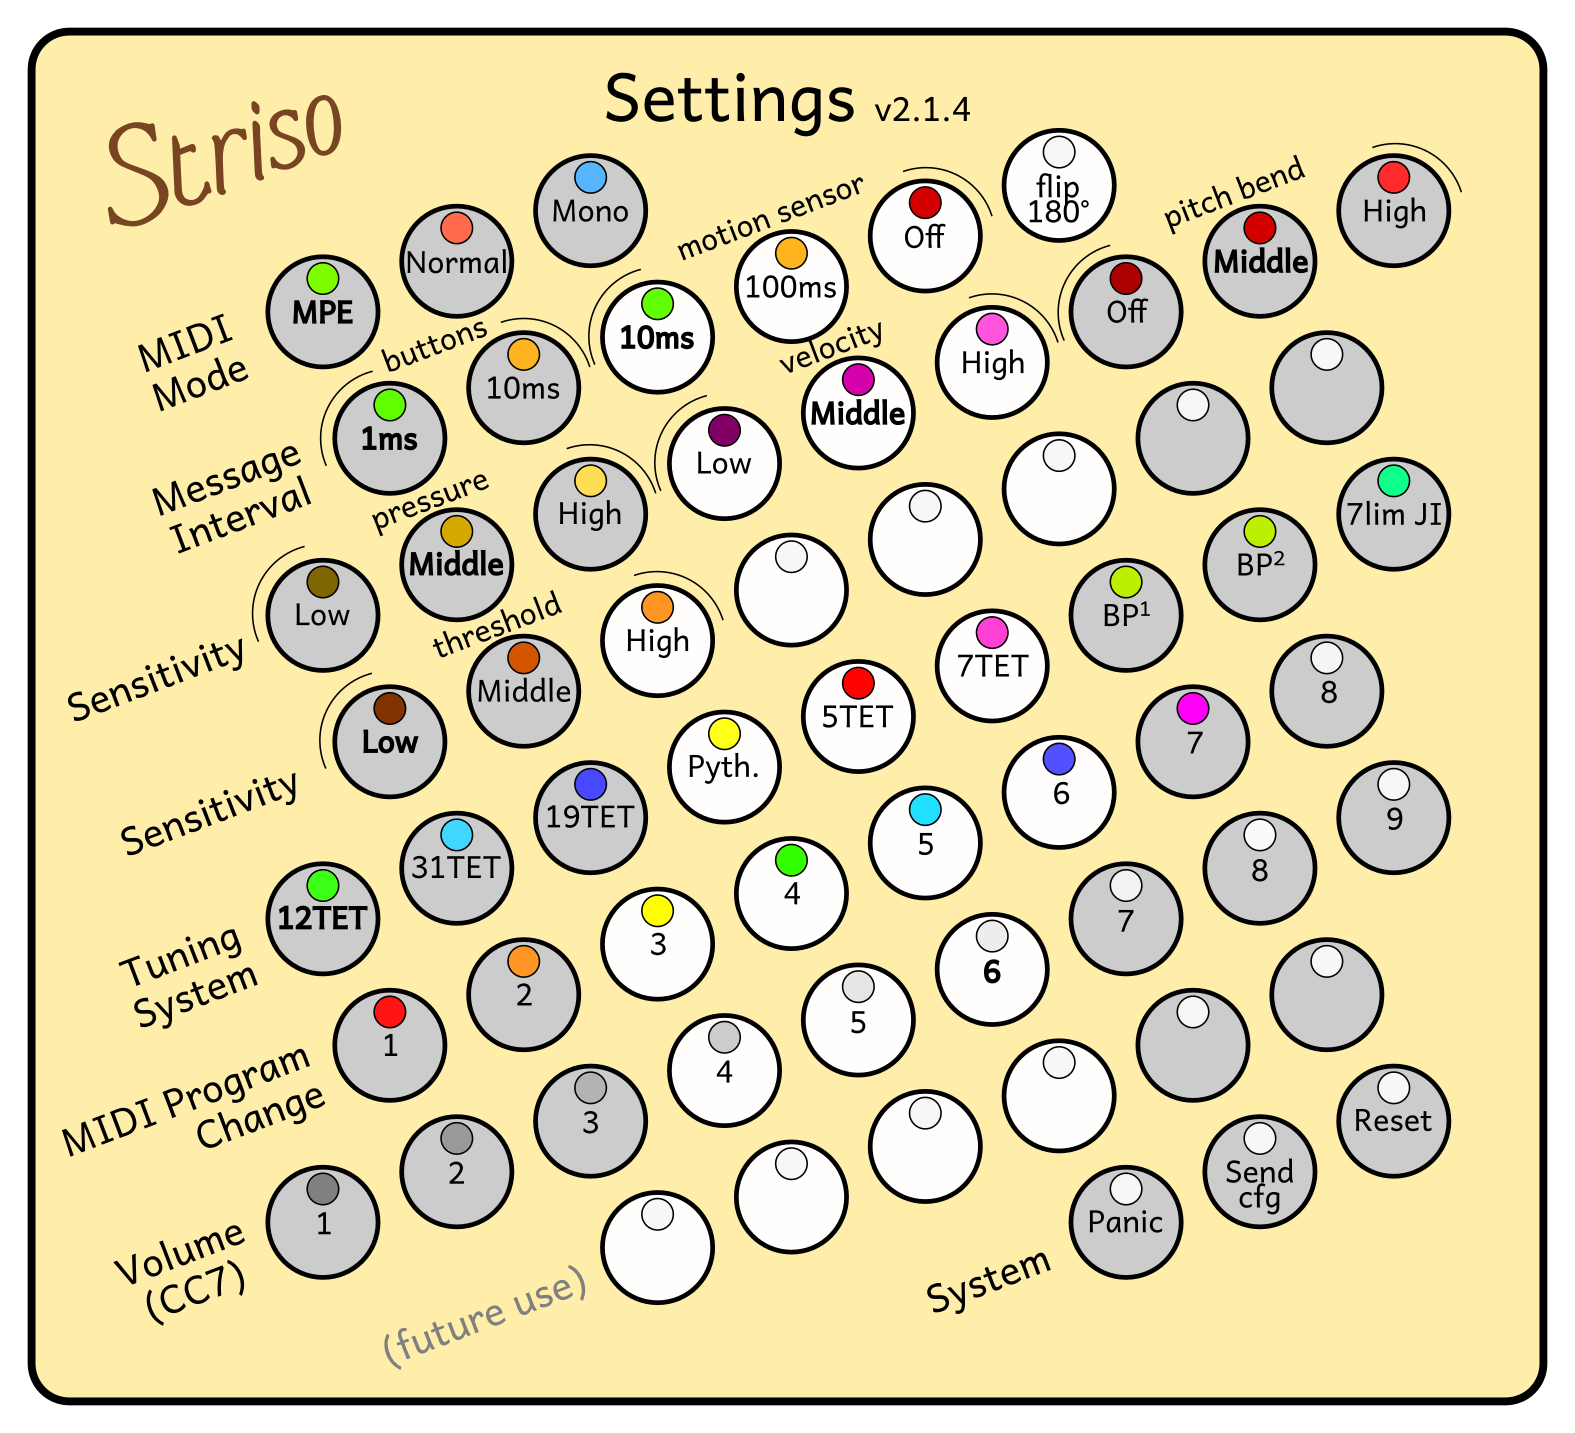 Striso
Settings v2.1.4
MIDI
Mode
MPE
Normal
Mono
Message
Interval
buttons
1ms
10ms
motion sensor
10ms
100ms
Off
flip
180°
Sensitivity
pressure
Low
Middle
High
velocity
Low
Middle
High
pitch bend
Off
Middle
High
Sensitivity
threshold
Low
Middle
High
Tuning
System
12TET
31TET
19TET
Pyth.
5TET
7TET
BP¹
BP²
7lim JI
MIDI Program
Change
1
2
3
4
5
6
7
8
Volume
(CC7)
1
2
3
4
5
6
7
8
9
(future use)
System
Panic
Send
cfg
Reset